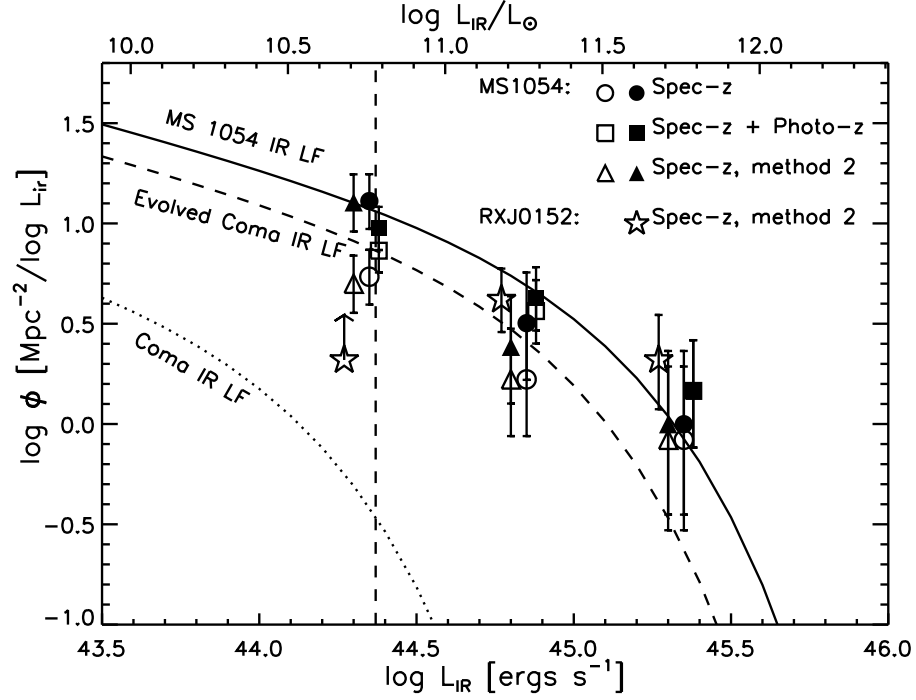 log L_IR/L_⊙
10.0 10.5 11.0 11.5 12.0
MS1054: Spec-z
Spec-z + Photo-z
Spec-z, method 2
RXJ0152: Spec-z, method 2
MS 1054 IR LF
Evolved Coma IR LF
Coma IR LF
log ϕ [Mpc⁻²/log L_ir]
1.5
1.0
0.5
0.0
−0.5
−1.0
43.5 44.0 44.5 45.0 45.5 46.0
log L_IR [ergs s⁻¹]